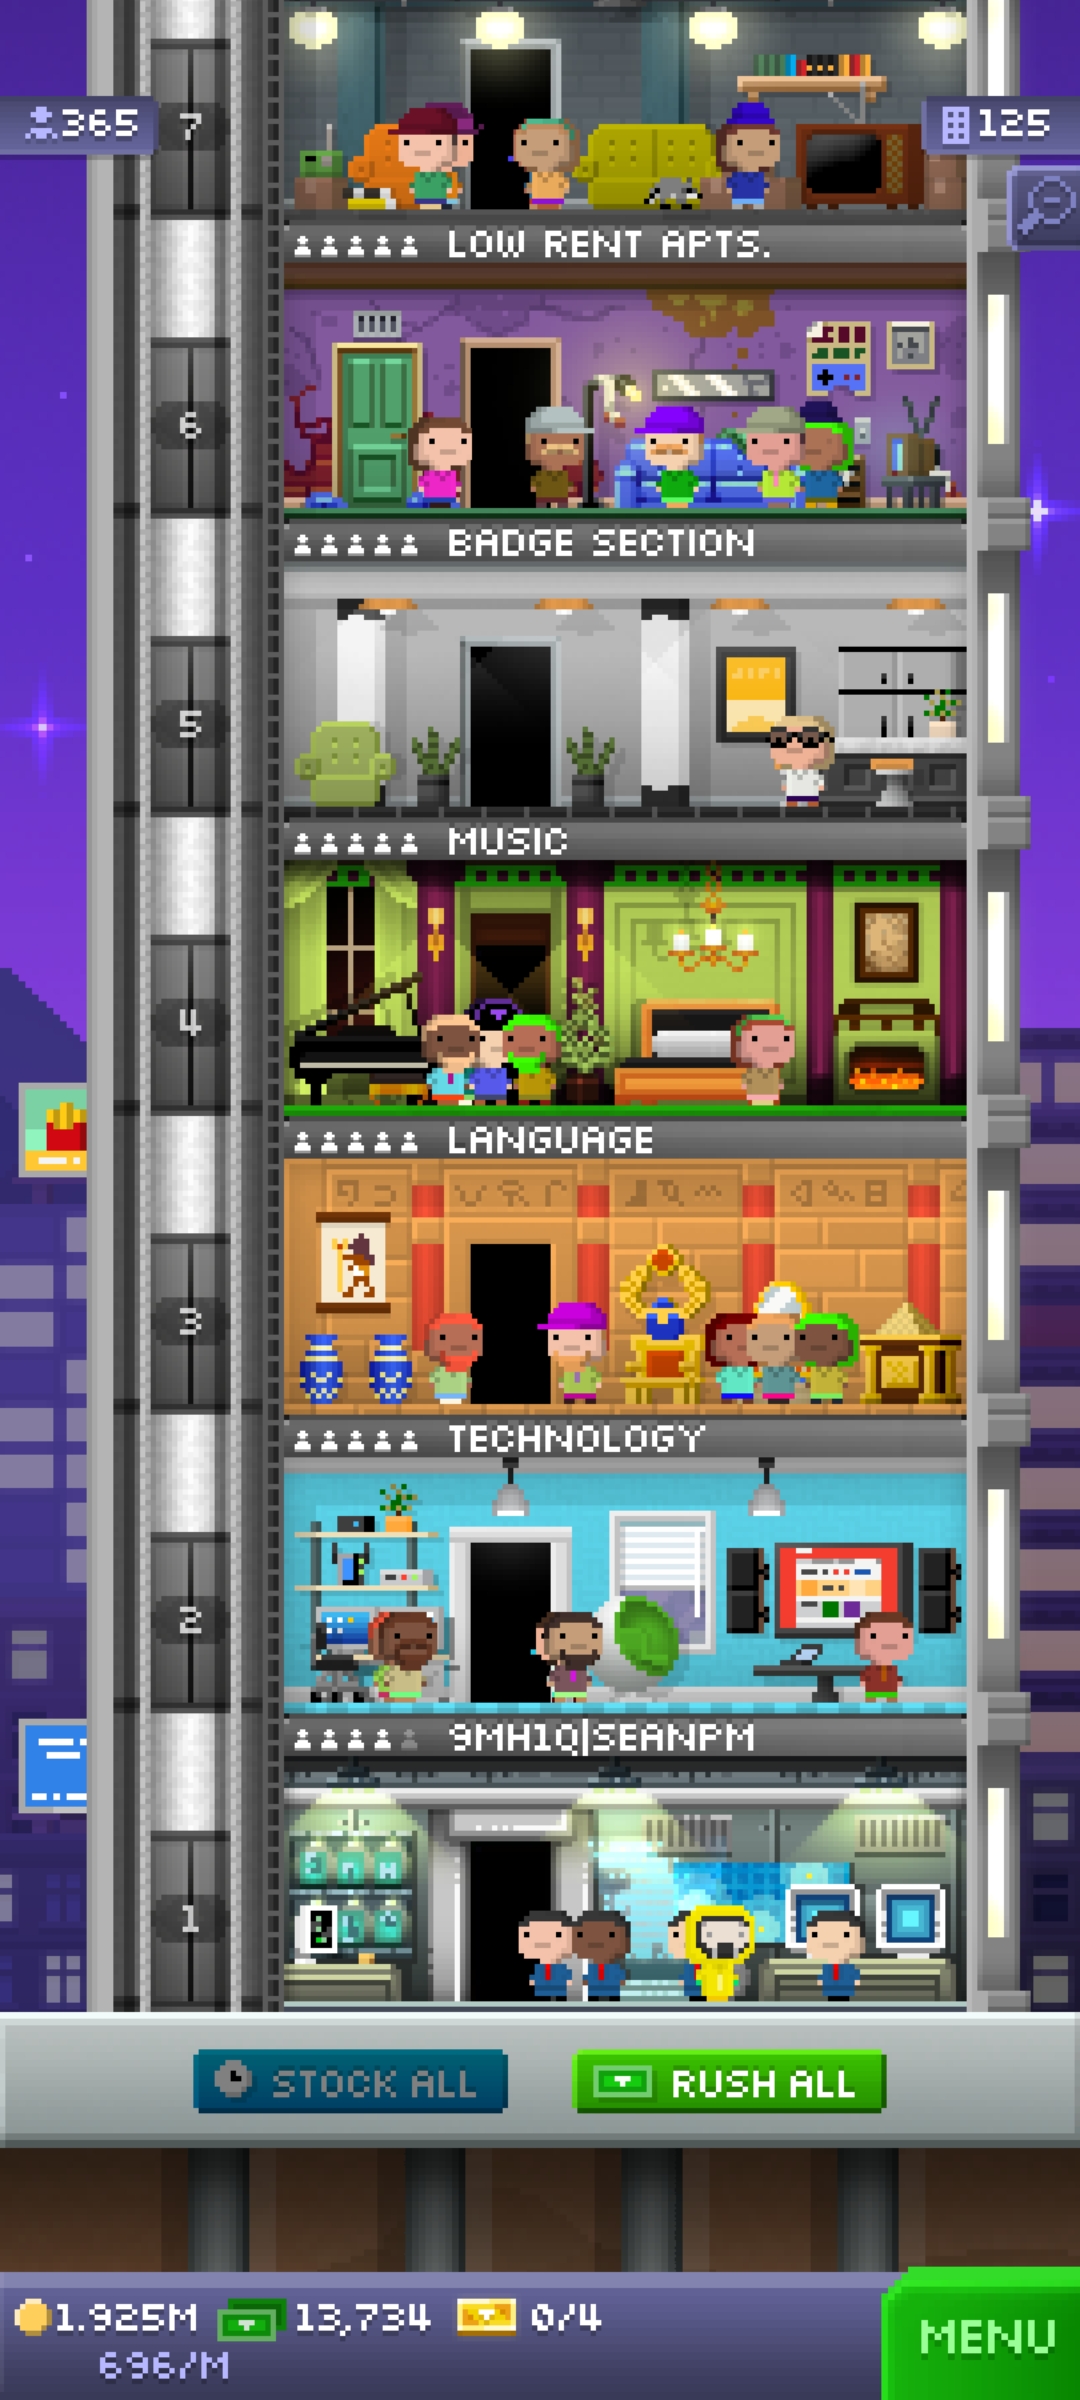 365
7
125
LOW RENT APTS.
6
BADGE SECTION
5
MUSIC
4
LANGUAGE
3
TECHNOLOGY
2
9MH1Q|SEANPM
1
STOCK ALL
RUSH ALL
1.925M
13,734
0/4
696/M
MENU